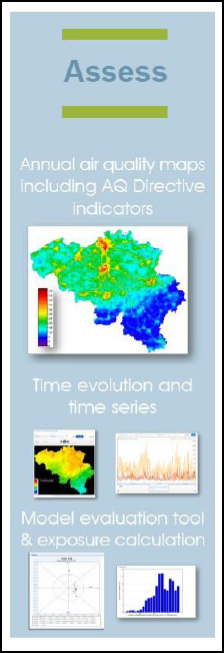 Assess
Annual air quality maps
including AQ Directive
indicators
Time evolution and
time series
Model evaluation tool
& exposure calculation